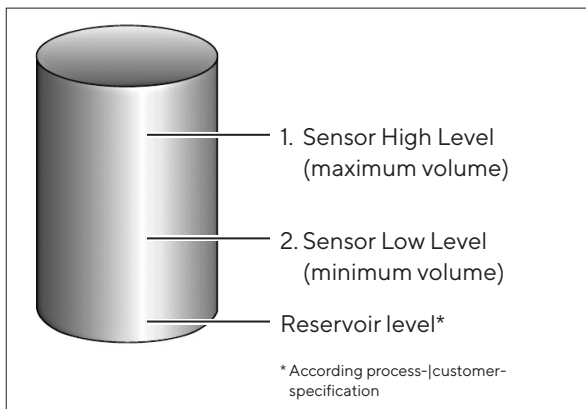 1. Sensor High Level
(maximum volume)
2. Sensor Low Level
(minimum volume)
Reservoir level*
* According process-|customer-
specification